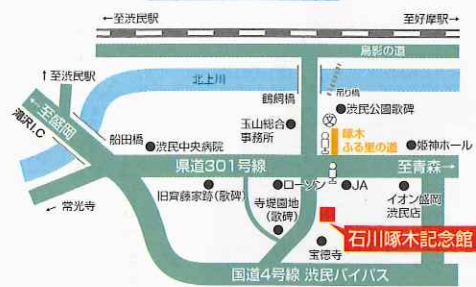 ←至渋民駅
至好摩駅→
鳥影の道
↑至渋民駅
北上川
鶴飼橋
吊り橋
渋民公園歌碑
←至盛岡
滝沢I.C
船田橋
渋民中央病院
玉山総合
事務所
啄木
ふる里の道
姫神ホール
県道301号線
至青森→
常光寺
旧齊藤家跡(歌碑)
ローソン
JA
イオン盛岡
渋民店
寺堤園地
(歌碑)
石川啄木記念館
宝徳寺
国道4号線 渋民バイパス